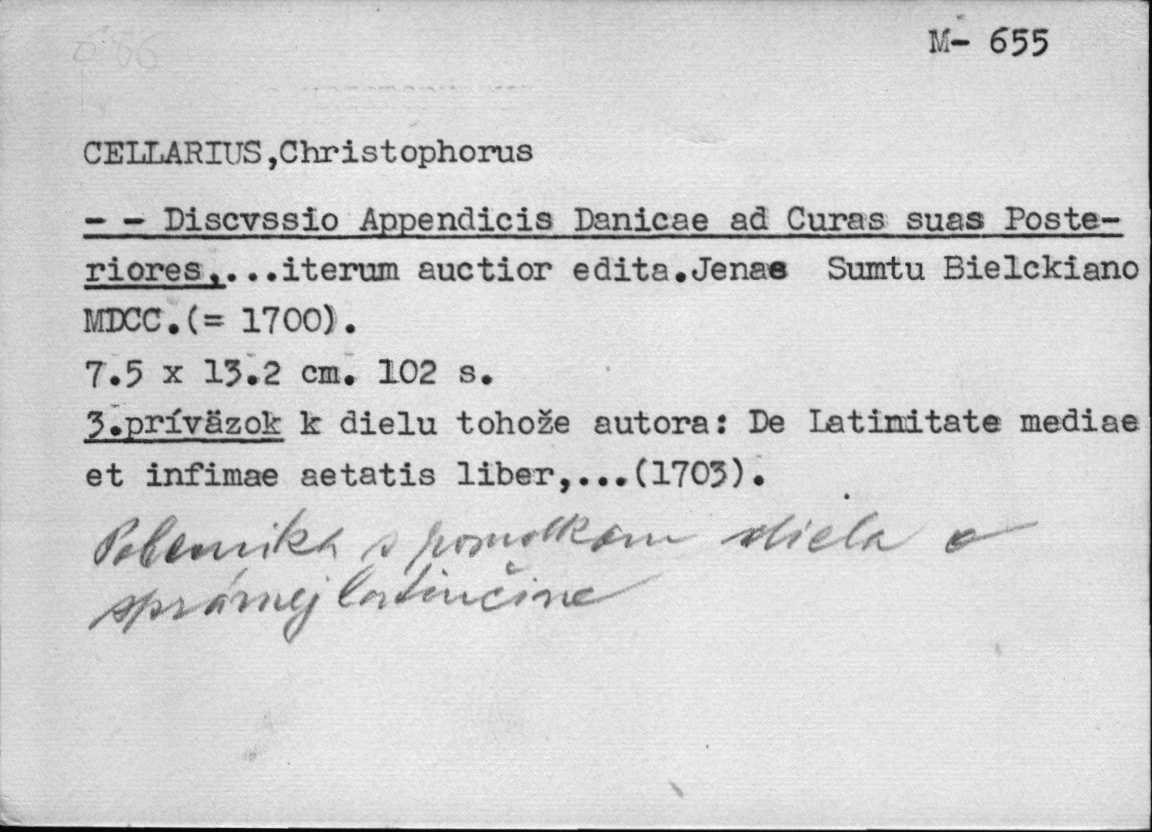 M- 655
CELLARIUS,Christophorus
- - Discvssio Appendicis Danicae ad Curas suas Poste-
riores,...iterum auctior edita.Jenae Sumtu Bielckiano
MDCC.(= 1700).
7.5 x 13.2 cm. 102 s.
3.príväzok k dielu tohože autora: De Latinitate mediae
et infimae aetatis liber,...(1703).
Polemika s diela o
správnej latinčine